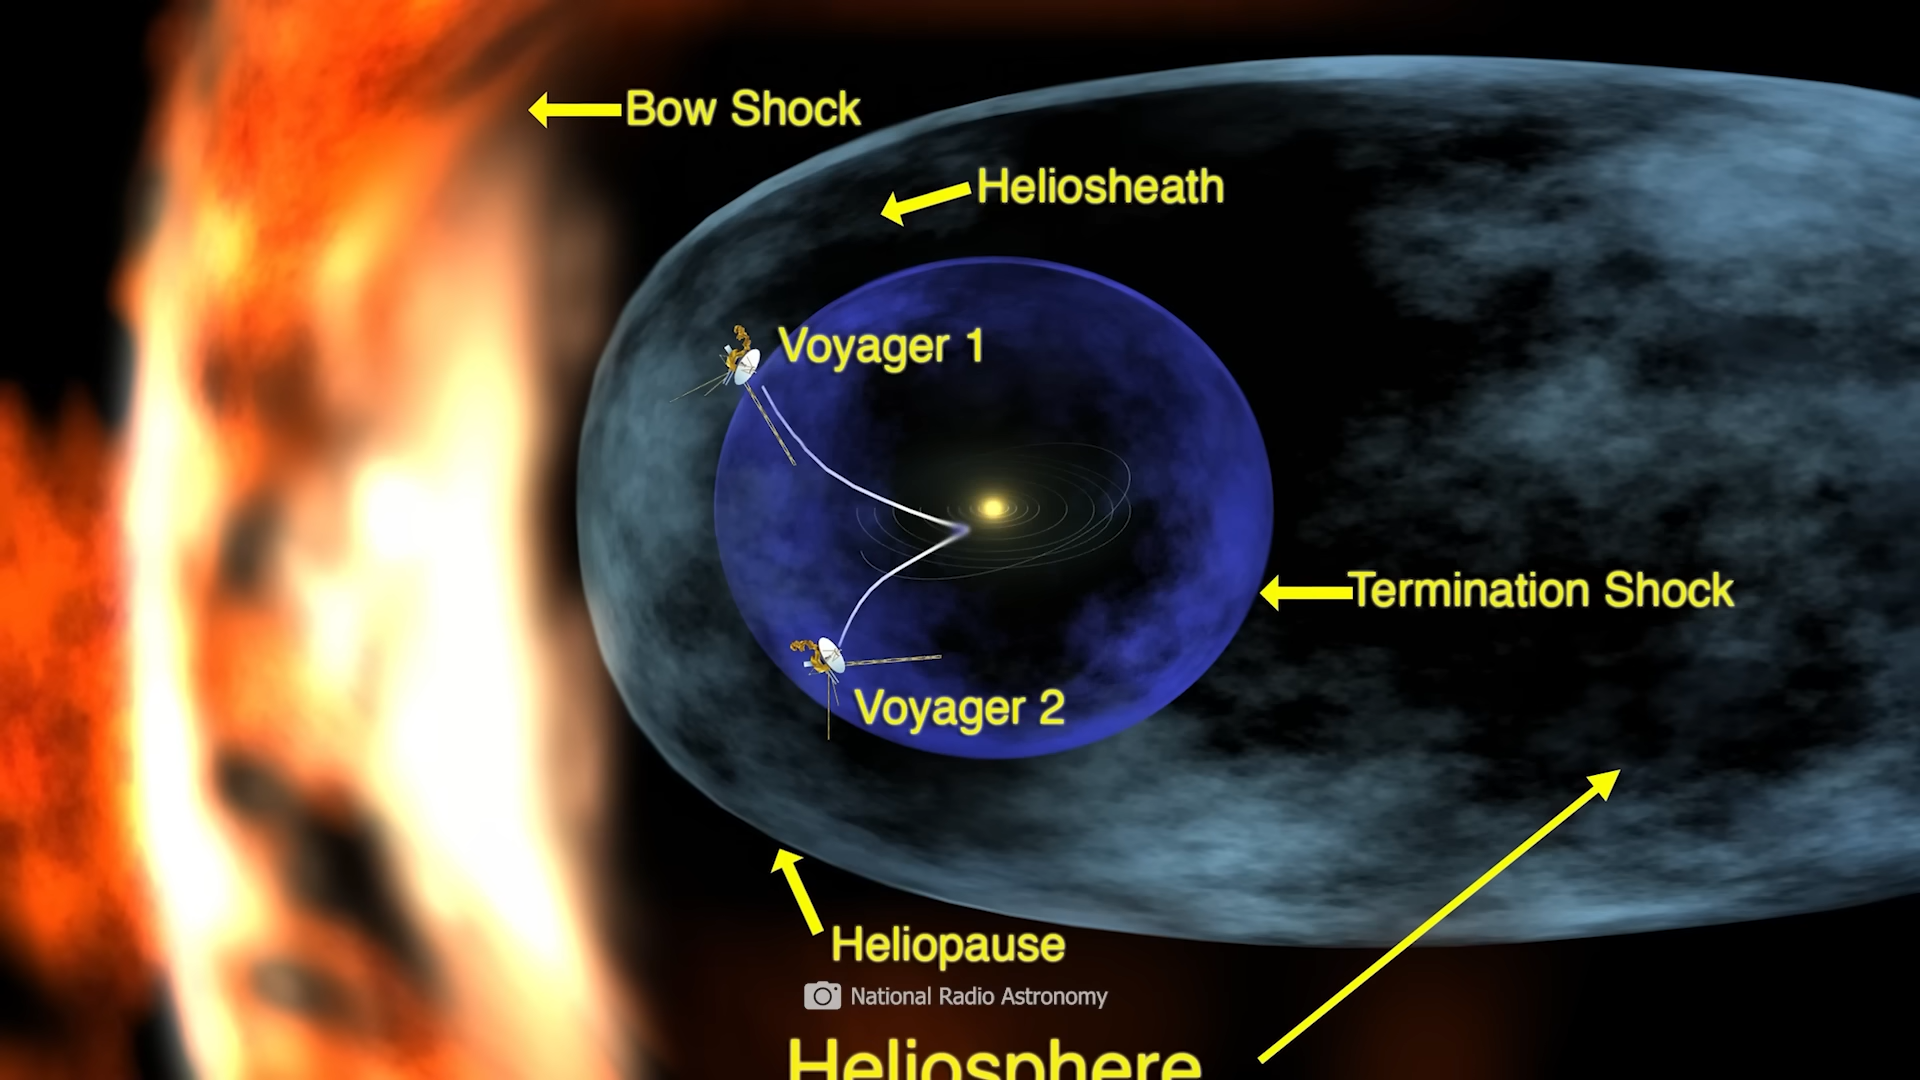 Bow Shock
Heliosheath
Voyager 1
Termination Shock
Voyager 2
Heliopause
National Radio Astronomy
Heliosphere